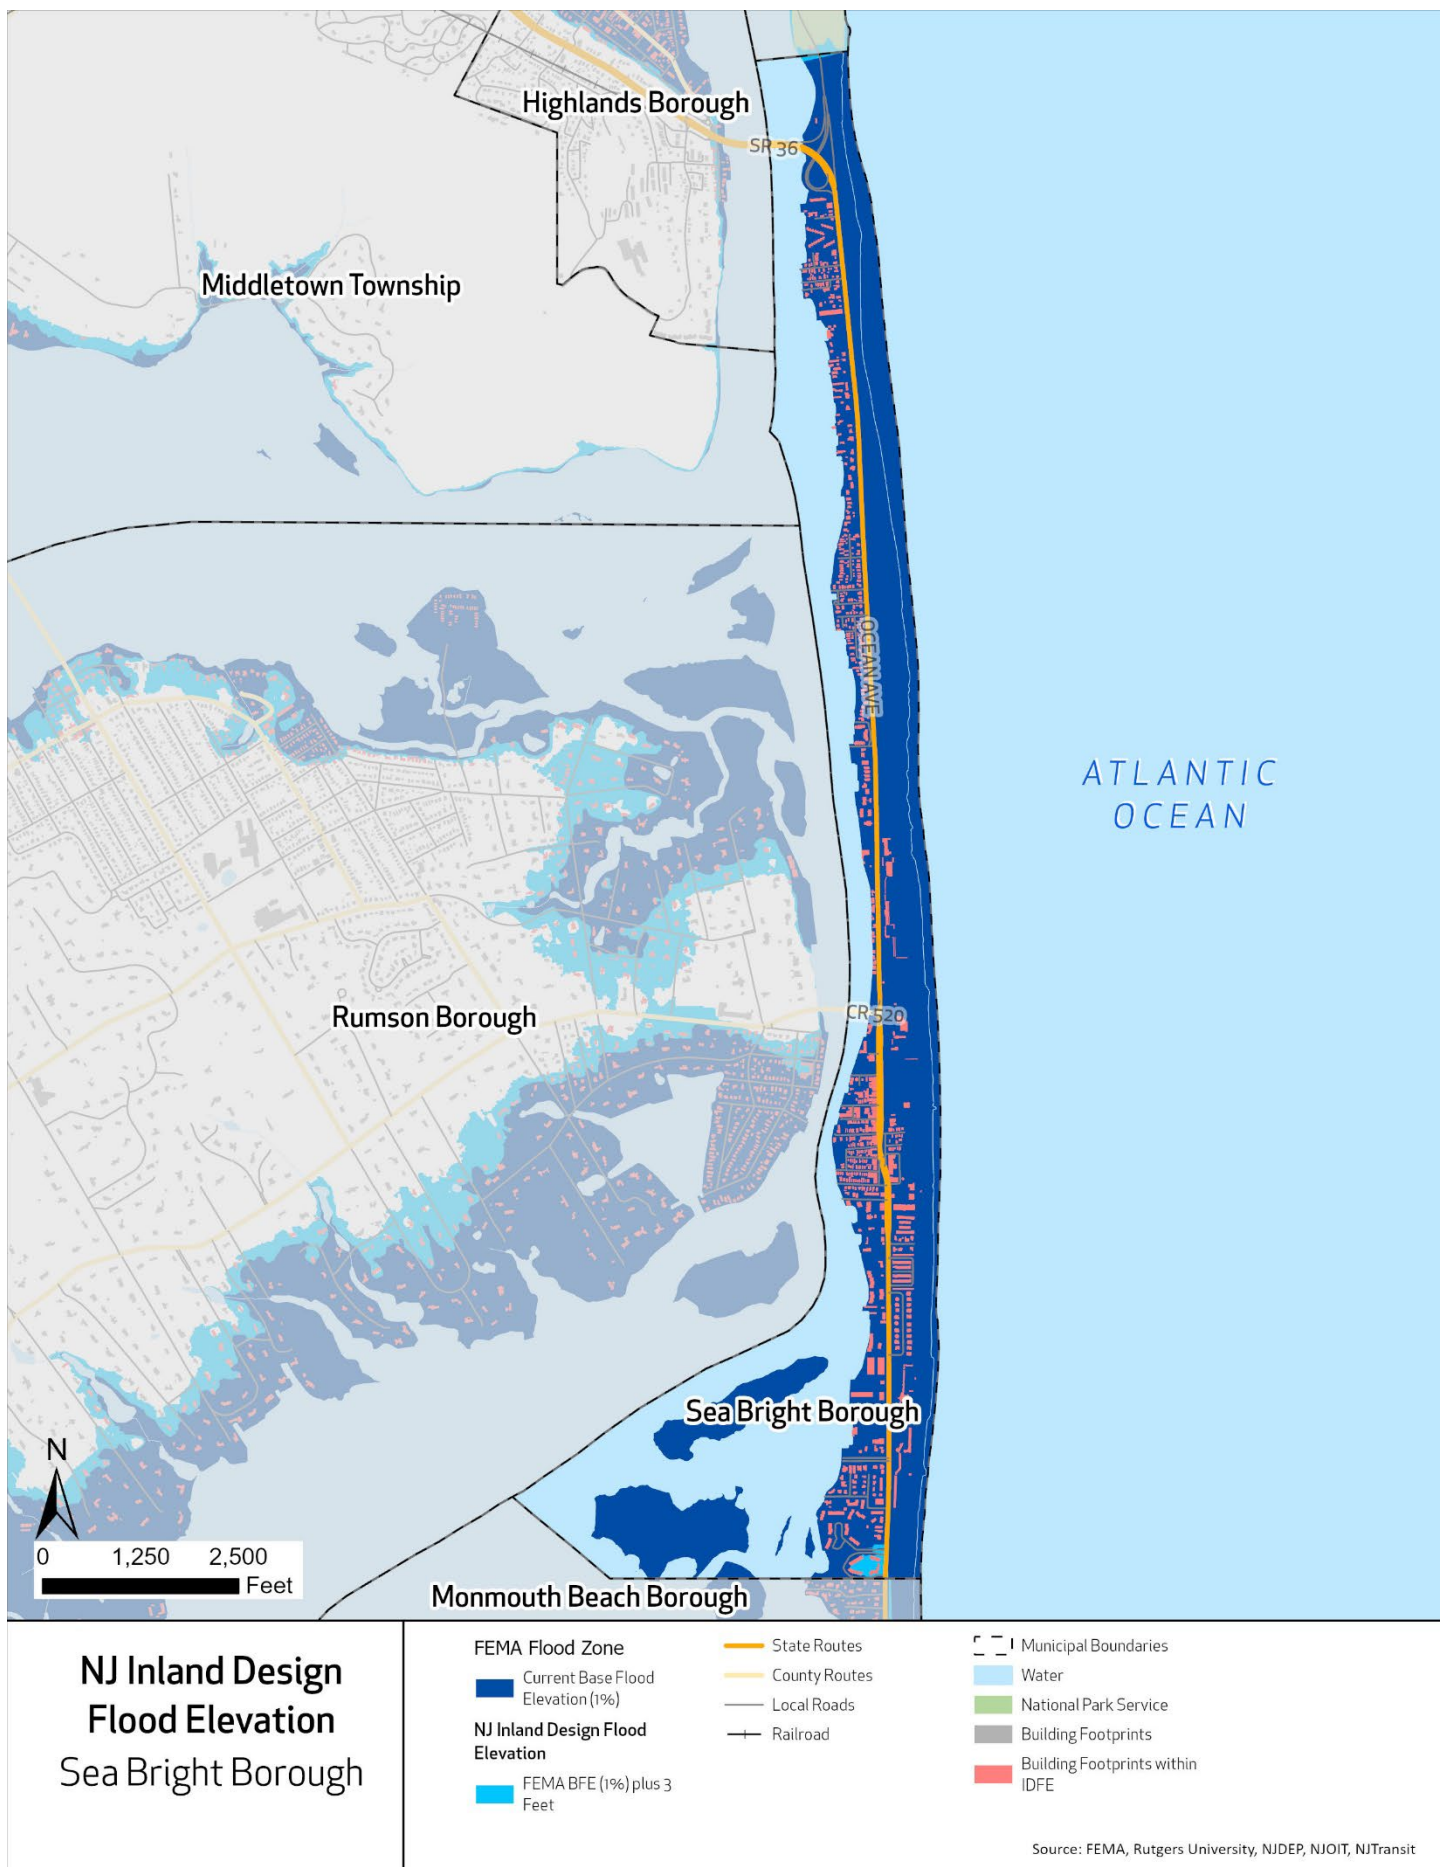 Highlands Borough
SR 36
Middletown Township
OCEAN AVE
ATLANTIC
OCEAN
Rumson Borough
CR 520
Sea Bright Borough
N
0 1,250 2,500
Feet
Monmouth Beach Borough
NJ Inland Design
Flood Elevation
Sea Bright Borough
FEMA Flood Zone
Current Base Flood
Elevation (1%)
NJ Inland Design Flood
Elevation
FEMA BFE (1%) plus 3
Feet
State Routes
County Routes
Local Roads
Railroad
Municipal Boundaries
Water
National Park Service
Building Footprints
Building Footprints within
IDFE
Source: FEMA, Rutgers University, NJDEP, NJOIT, NJTransit